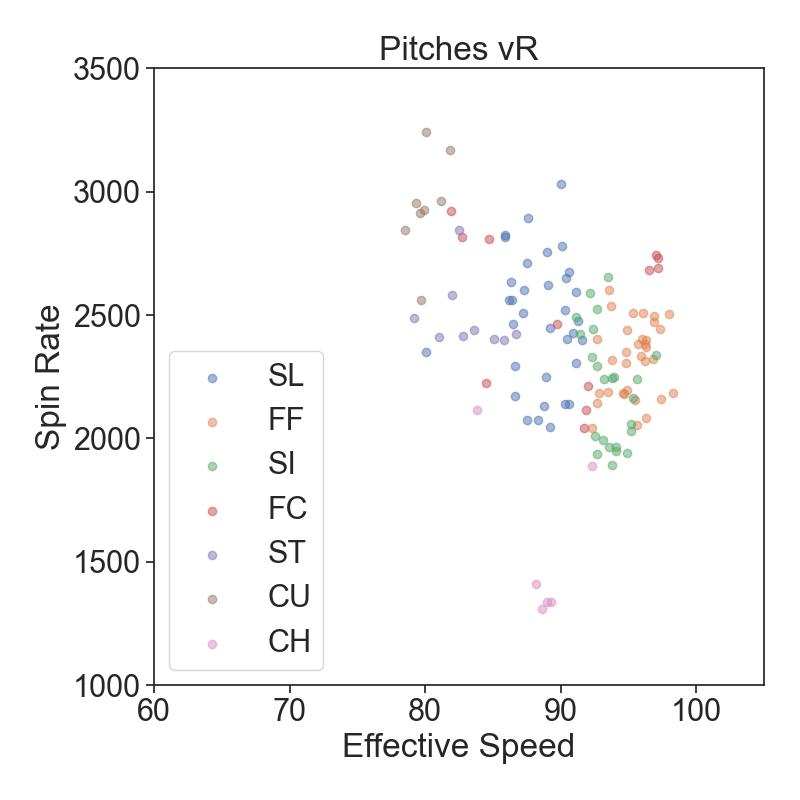 Pitches vR
3500
3000
2500
2000
1500
1000
Spin Rate
SL
FF
SI
FC
ST
CU
CH
60 70 80 90 100
Effective Speed